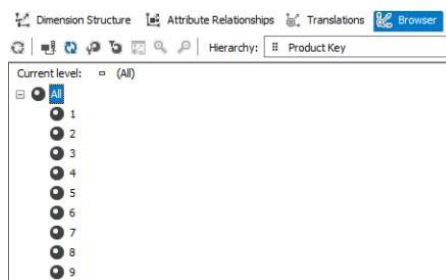 Dimension Structure Attribute Relationships Translations Browser
Hierarchy: Product Key
Current level: (All)
All
1
2
3
4
5
6
7
8
9